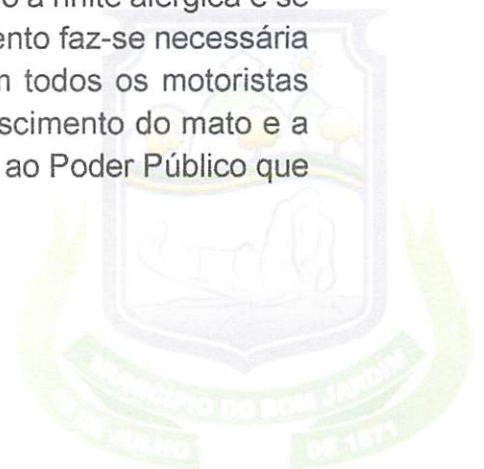 o a rinite alérgica e se
ento faz-se necessária
n todos os motoristas
scimento do mato e a
ao Poder Público que
MUNICÍPIO DO BOM JARDIM
19 DE JULHO DE 1871